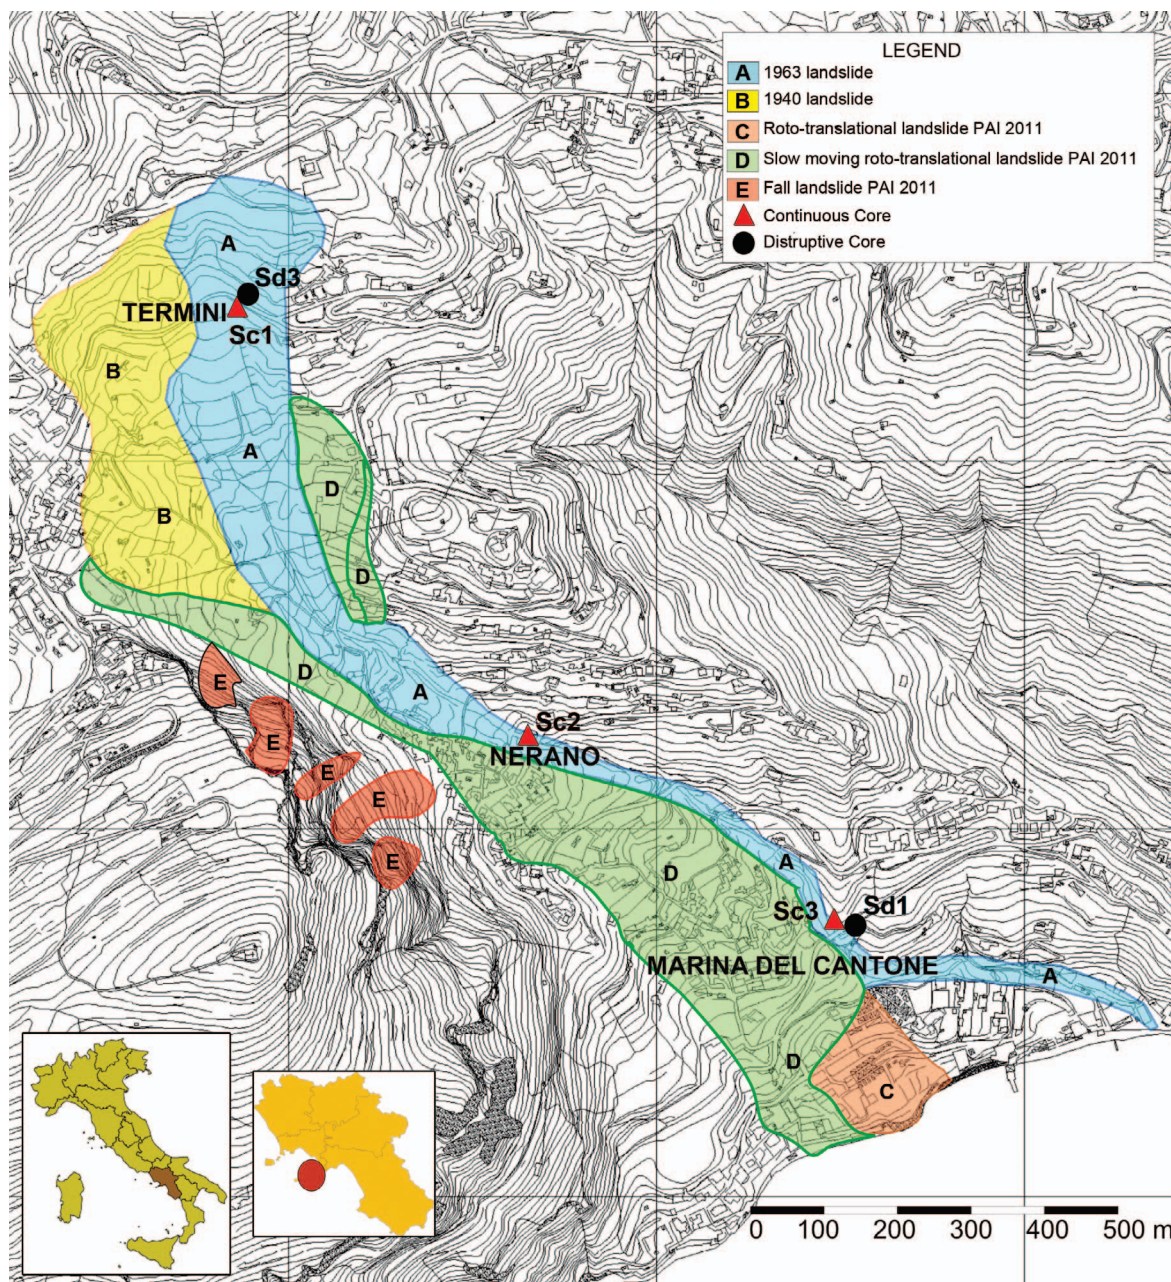 LEGEND
A 1963 landslide
B 1940 landslide
C Roto-translational landslide PAI 2011
D Slow moving roto-translational landslide PAI 2011
E Fall landslide PAI 2011
Continuous Core
Distruptive Core
A
Sd3
TERMINI
Sc1
B
A
D
B
D
D
E
A
Sc2
E
NERANO
E
E
E
D
A
Sc3
Sd1
MARINA DEL CANTONE
A
D
C
0 100 200 300 400 500 m